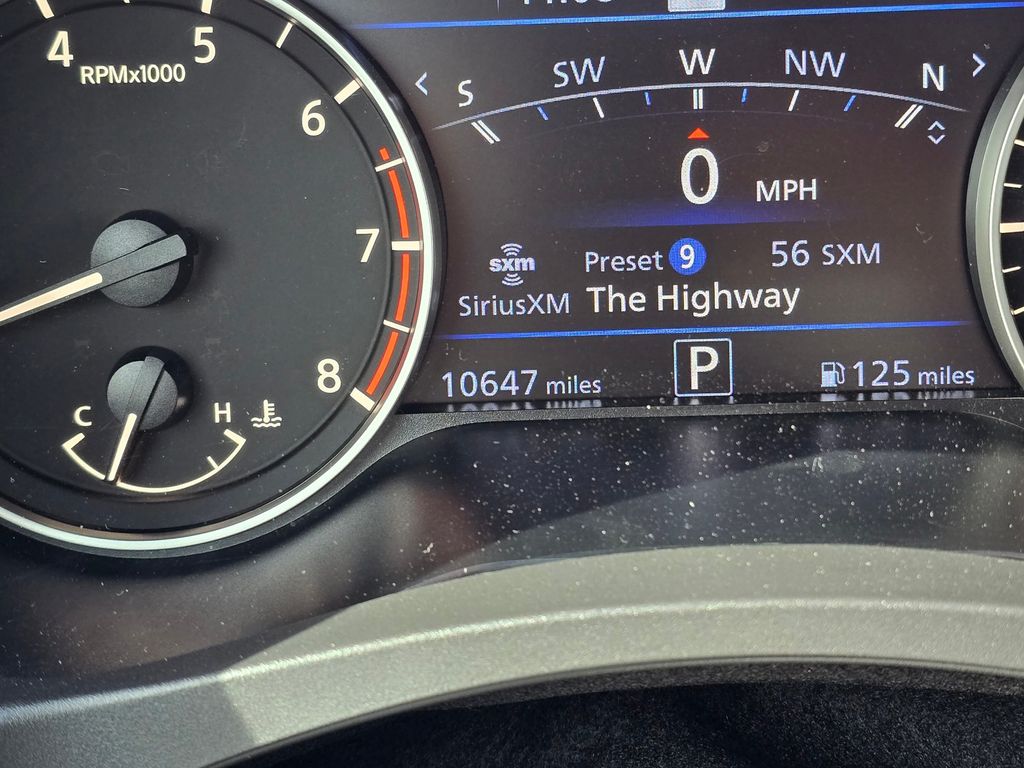 4
5
RPMx1000
6
7
8
C
H
S
SW
W
NW
N
0 MPH
sxm
SiriusXM
Preset 9
56 SXM
The Highway
10647 miles
P
125 miles